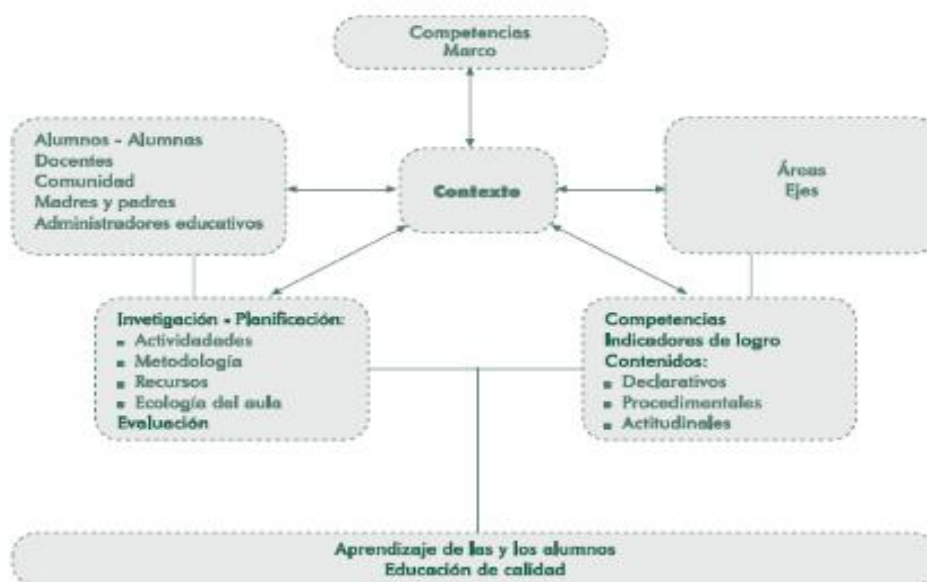 Competencias
Marco
Alumnos - Alumnas
Docentes
Comunidad
Madres y padres
Administradores educativos
Contexto
Áreas
Ejes
Invetigación - Planificación:
Actividadades
Metodología
Recursos
Ecología del aula
Evaluación
Competencias
Indicadores de logro
Contenidos:
Declarativos
Procedimentales
Actitudinales
Aprendizaje de las y los alumnos
Educación de calidad